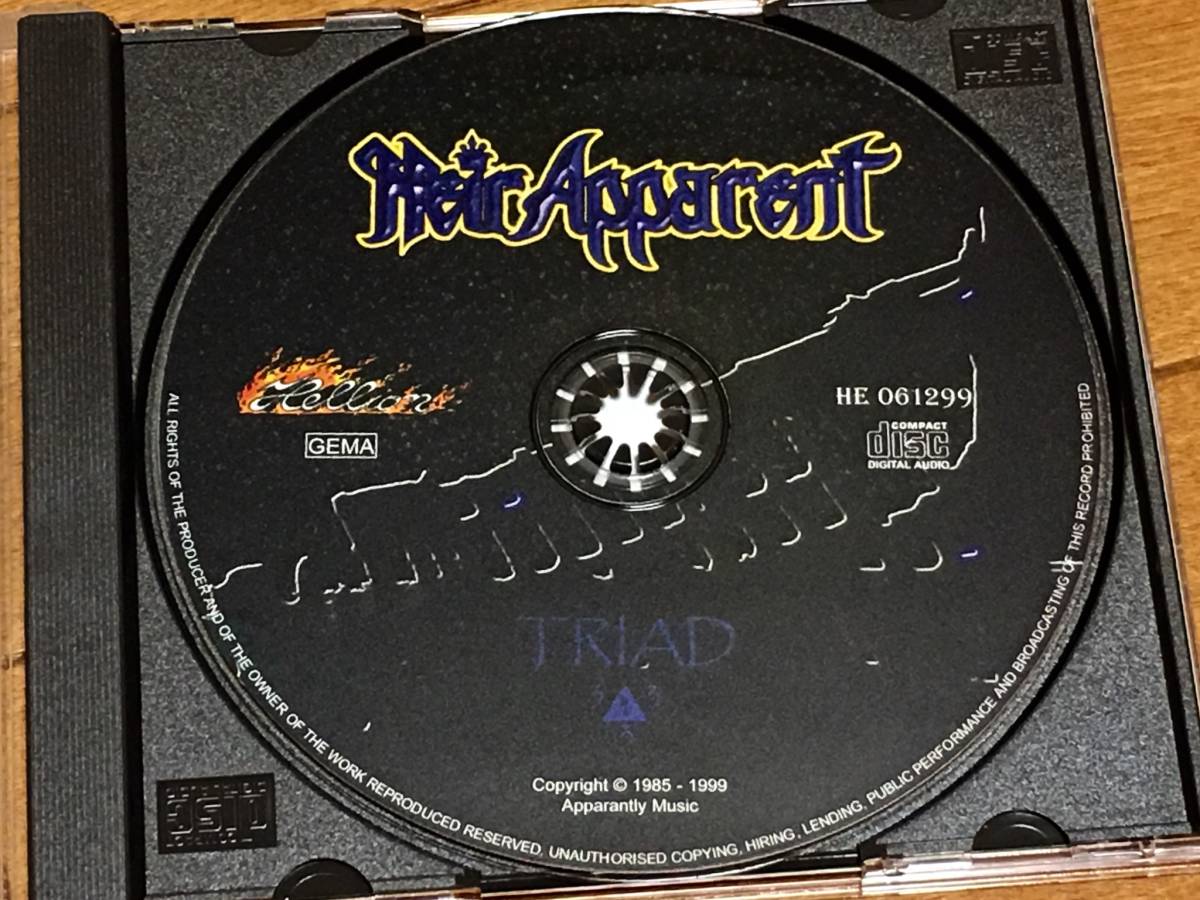 Heir Apparent
Hellion
GEMA
HE 061299
COMPACT
disc
DIGITAL AUDIO
TRIAD
Copyright © 1985 - 1999
Apparantly Music
ALL RIGHTS OF THE PRODUCER AND OF THE OWNER OF THE WORK REPRODUCED RESERVED. UNAUTHORISED COPYING, HIRING, LENDING, PUBLIC PERFORMANCE AND BROADCASTING OF THIS RECORD PROHIBITED